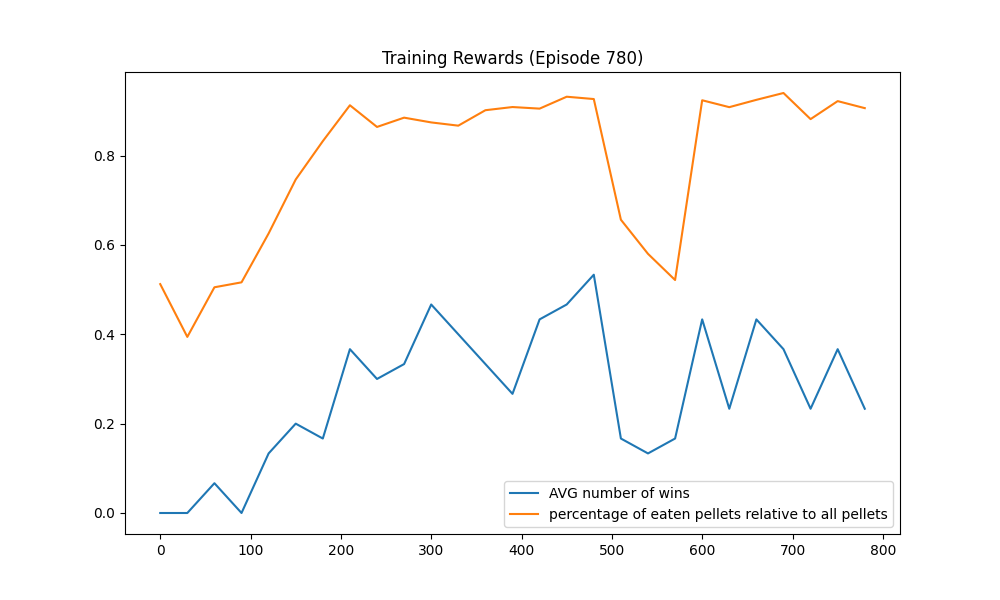 Training Rewards (Episode 780)
0.8
0.6
0.4
0.2
0.0
AVG number of wins
percentage of eaten pellets relative to all pellets
0 100 200 300 400 500 600 700 800